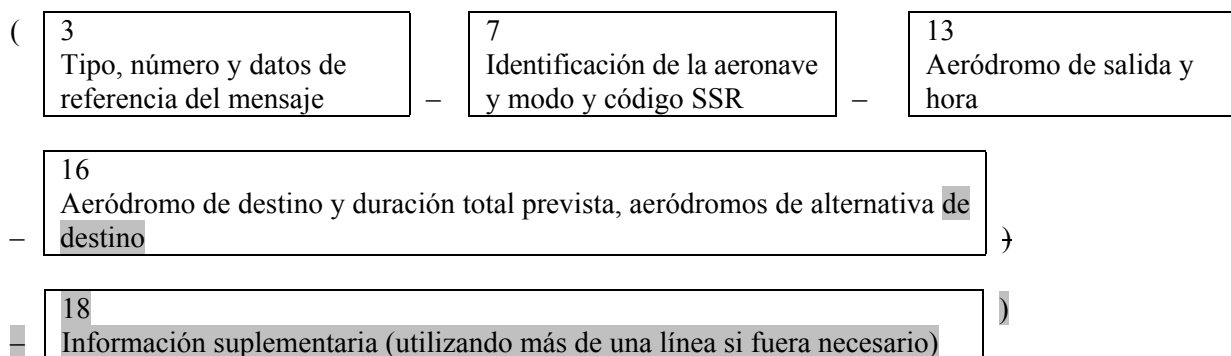 ( 3 7 13
Tipo, número y datos de Identificación de la aeronave Aeródromo de salida y
referencia del mensaje – y modo y código SSR – hora
16
Aeródromo de destino y duración total prevista, aeródromos de alternativa de
– destino )
18 )
– Información suplementaria (utilizando más de una línea si fuera necesario)